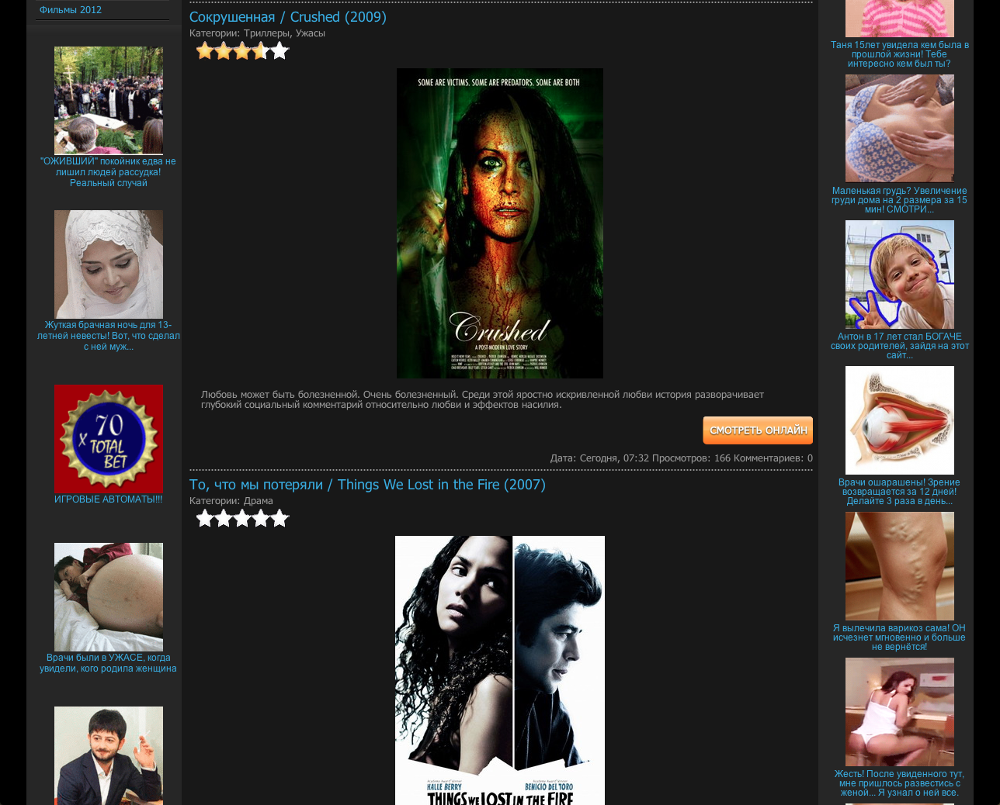 Фильмы 2012
"ОЖИВШИЙ" покойник едва не
лишил людей рассудка!
Реальный случай
Жуткая брачная ночь для 13-
летней невесты! Вот, что сделал
с ней муж...
70
x TOTAL
BET
ИГРОВЫЕ АВТОМАТЫ!!!
Врачи были в УЖАСЕ, когда
увидели, кого родила женщина
Сокрушенная / Crushed (2009)
Категории: Триллеры, Ужасы
SOME ARE VICTIMS. SOME ARE PREDATORS. SOME ARE BOTH
Crushed
A POST-MODERN LOVE STORY
Любовь может быть болезненной. Очень болезненный. Среди этой яростно искривленной любви история разворачивает
глубокий социальный комментарий относительно любви и эффектов насилия.
СМОТРЕТЬ ОНЛАЙН
Дата: Сегодня, 07:32 Просмотров: 166 Комментариев: 0
То, что мы потеряли / Things We Lost in the Fire (2007)
Категории: Драма
HALLE BERRY BENICIO DEL TORO
THINGS WE LOST IN THE FIRE
Таня 15лет увидела кем была в
прошлой жизни! Тебе
интересно кем был ты?
Маленькая грудь? Увеличение
груди дома на 2 размера за 15
мин! СМОТРИ...
Антон в 17 лет стал БОГАЧЕ
своих родителей, зайдя на этот
сайт...
Врачи ошарашены! Зрение
возвращается за 12 дней!
Делайте 3 раза в день...
Я вылечила варикоз сама! ОН
исчезнет мгновенно и больше
не вернётся!
Жесть! После увиденного тут,
мне пришлось развестись с
женой... Я узнал о ней все.